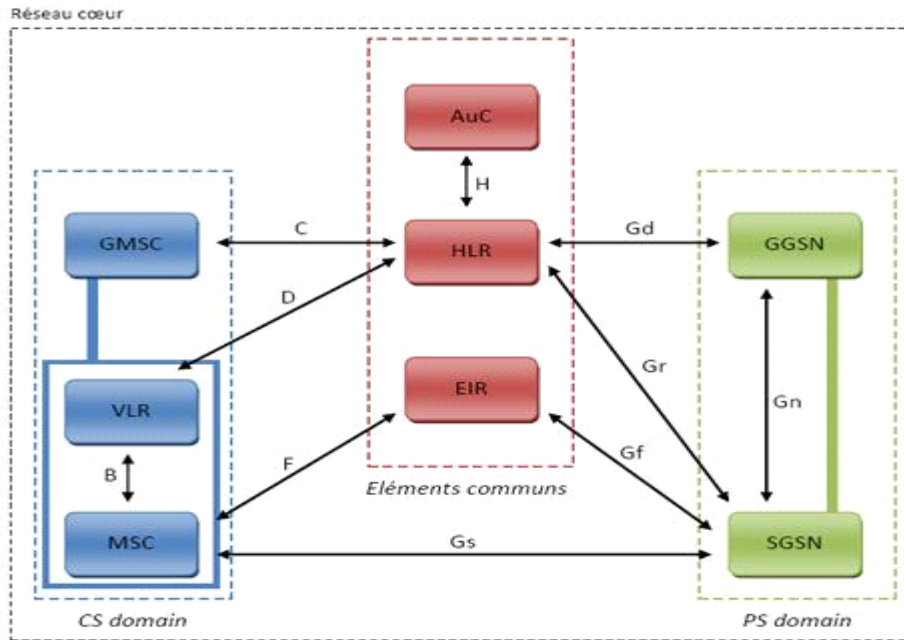 Réseau cœur
AuC
H
GMSC
C
HLR
Gd
GGSN
D
Gr
VLR
EIR
Gn
B
F
Gf
Eléments communs
MSC
Gs
SGSN
CS domain
PS domain